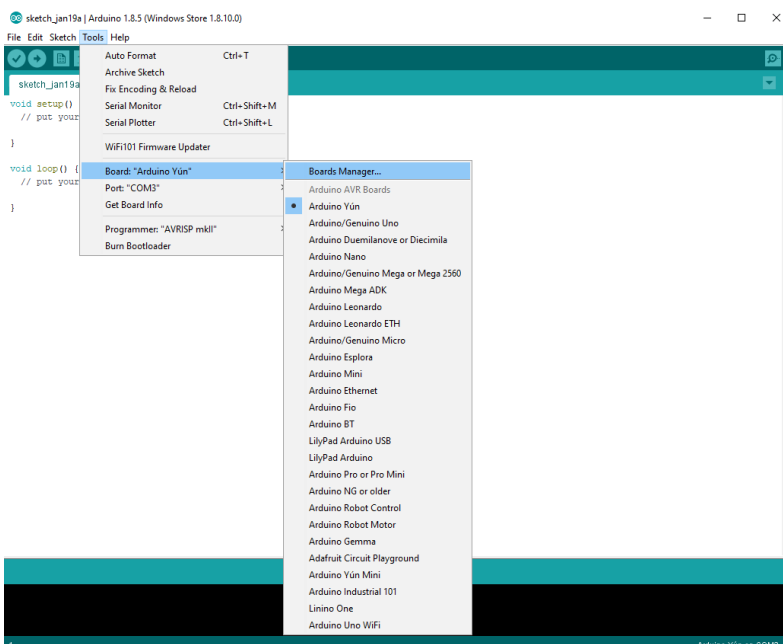 sketch_jan19a | Arduino 1.8.5 (Windows Store 1.8.10.0)
File Edit Sketch Tools Help
sketch_jan19a
void setup()
// put your
}
void loop() {
// put your
}
Auto Format Ctrl+T
Archive Sketch
Fix Encoding & Reload
Serial Monitor Ctrl+Shift+M
Serial Plotter Ctrl+Shift+L
WiFi101 Firmware Updater
Board: "Arduino Yún"
Port: "COM3"
Get Board Info
Programmer: "AVRISP mkII"
Burn Bootloader
Boards Manager...
Arduino AVR Boards
Arduino Yún
Arduino/Genuino Uno
Arduino Duemilanove or Diecimila
Arduino Nano
Arduino/Genuino Mega or Mega 2560
Arduino Mega ADK
Arduino Leonardo
Arduino Leonardo ETH
Arduino/Genuino Micro
Arduino Esplora
Arduino Mini
Arduino Ethernet
Arduino Fio
Arduino BT
LilyPad Arduino USB
LilyPad Arduino
Arduino Pro or Pro Mini
Arduino NG or older
Arduino Robot Control
Arduino Robot Motor
Arduino Gemma
Adafruit Circuit Playground
Arduino Yún Mini
Arduino Industrial 101
Linino One
Arduino Uno WiFi